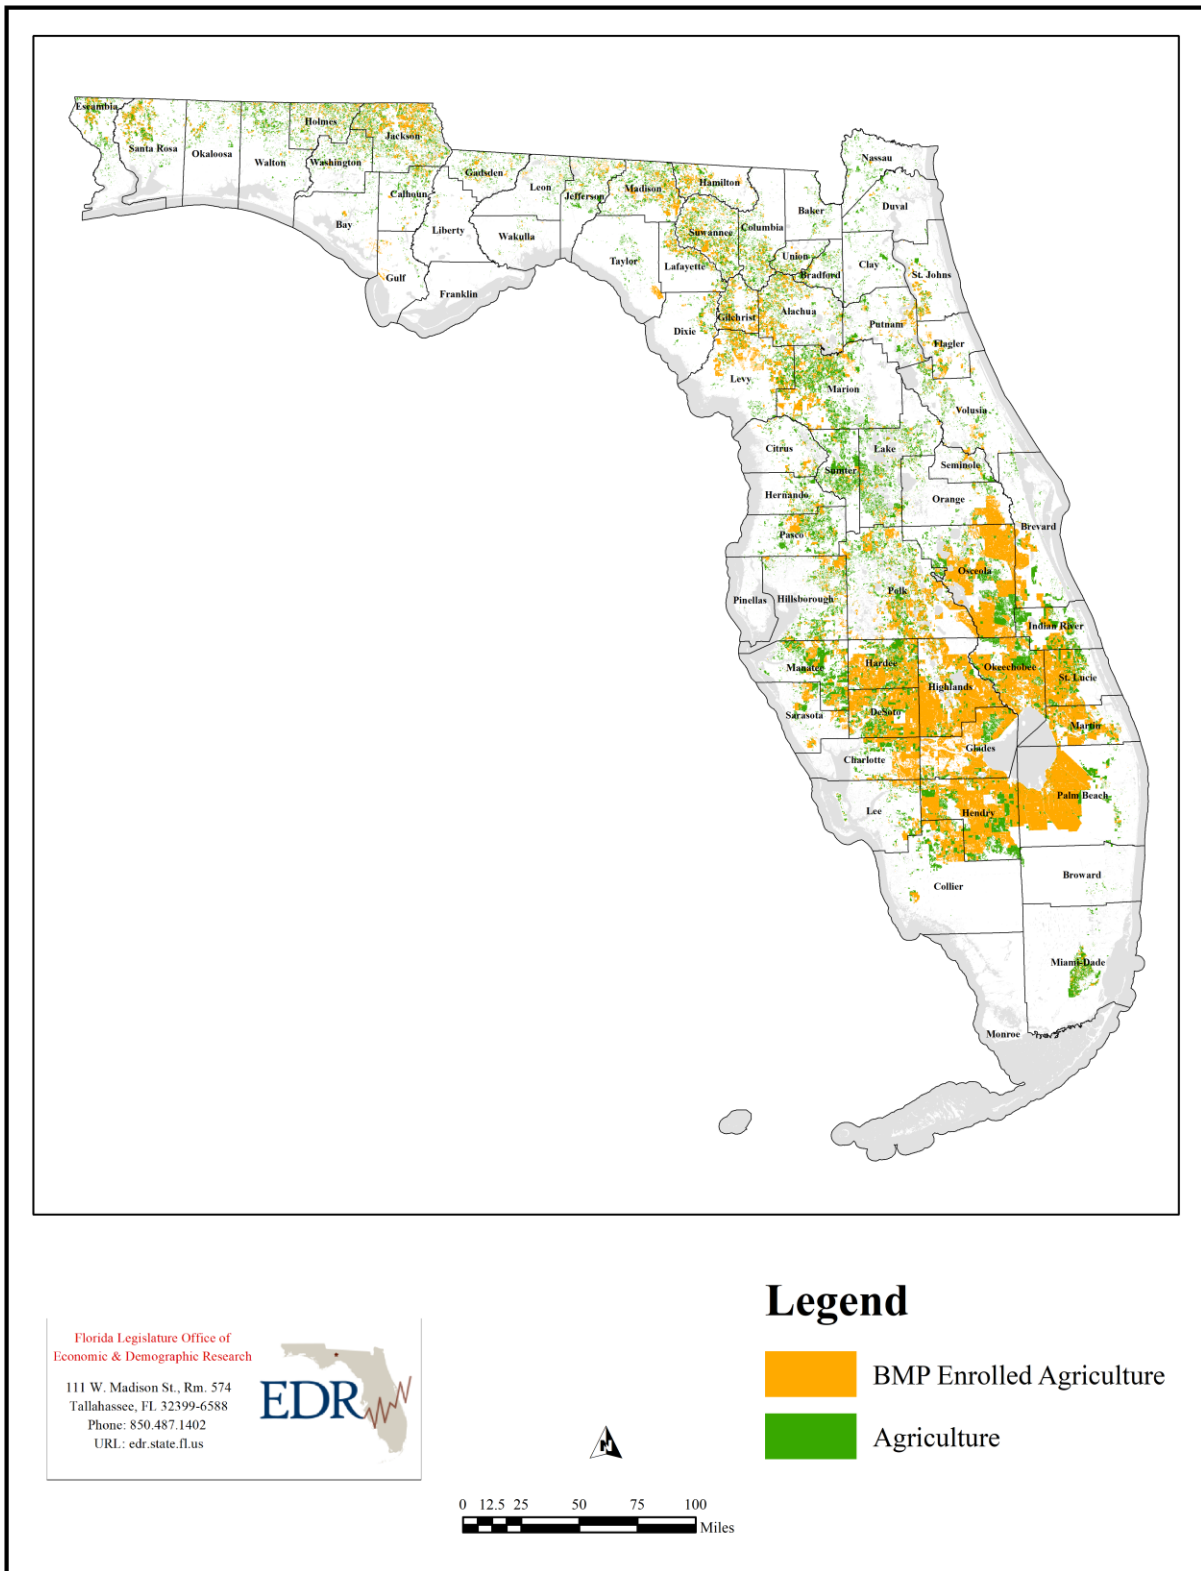 Escambia
Santa Rosa
Okaloosa
Walton
Holmes
Washington
Jackson
Bay
Calhoun
Gulf
Liberty
Franklin
Gadsden
Leon
Wakulla
Jefferson
Madison
Taylor
Hamilton
Suwannee
Lafayette
Dixie
Columbia
Gilchrist
Levy
Baker
Union
Bradford
Alachua
Nassau
Duval
Clay
St. Johns
Putnam
Flagler
Marion
Volusia
Citrus
Sumter
Lake
Seminole
Hernando
Orange
Pasco
Brevard
Osceola
Pinellas
Hillsborough
Polk
Indian River
Manatee
Hardee
Highlands
Okeechobee
St. Lucie
Sarasota
DeSoto
Martin
Charlotte
Glades
Lee
Hendry
Palm Beach
Collier
Broward
Miami-Dade
Monroe
Legend
BMP Enrolled Agriculture
Agriculture
Florida Legislature Office of
Economic & Demographic Research
111 W. Madison St., Rm. 574
Tallahassee, FL 32399-6588
Phone: 850.487.1402
URL: edr.state.fl.us
EDR
N
0 12.5 25 50 75 100
Miles